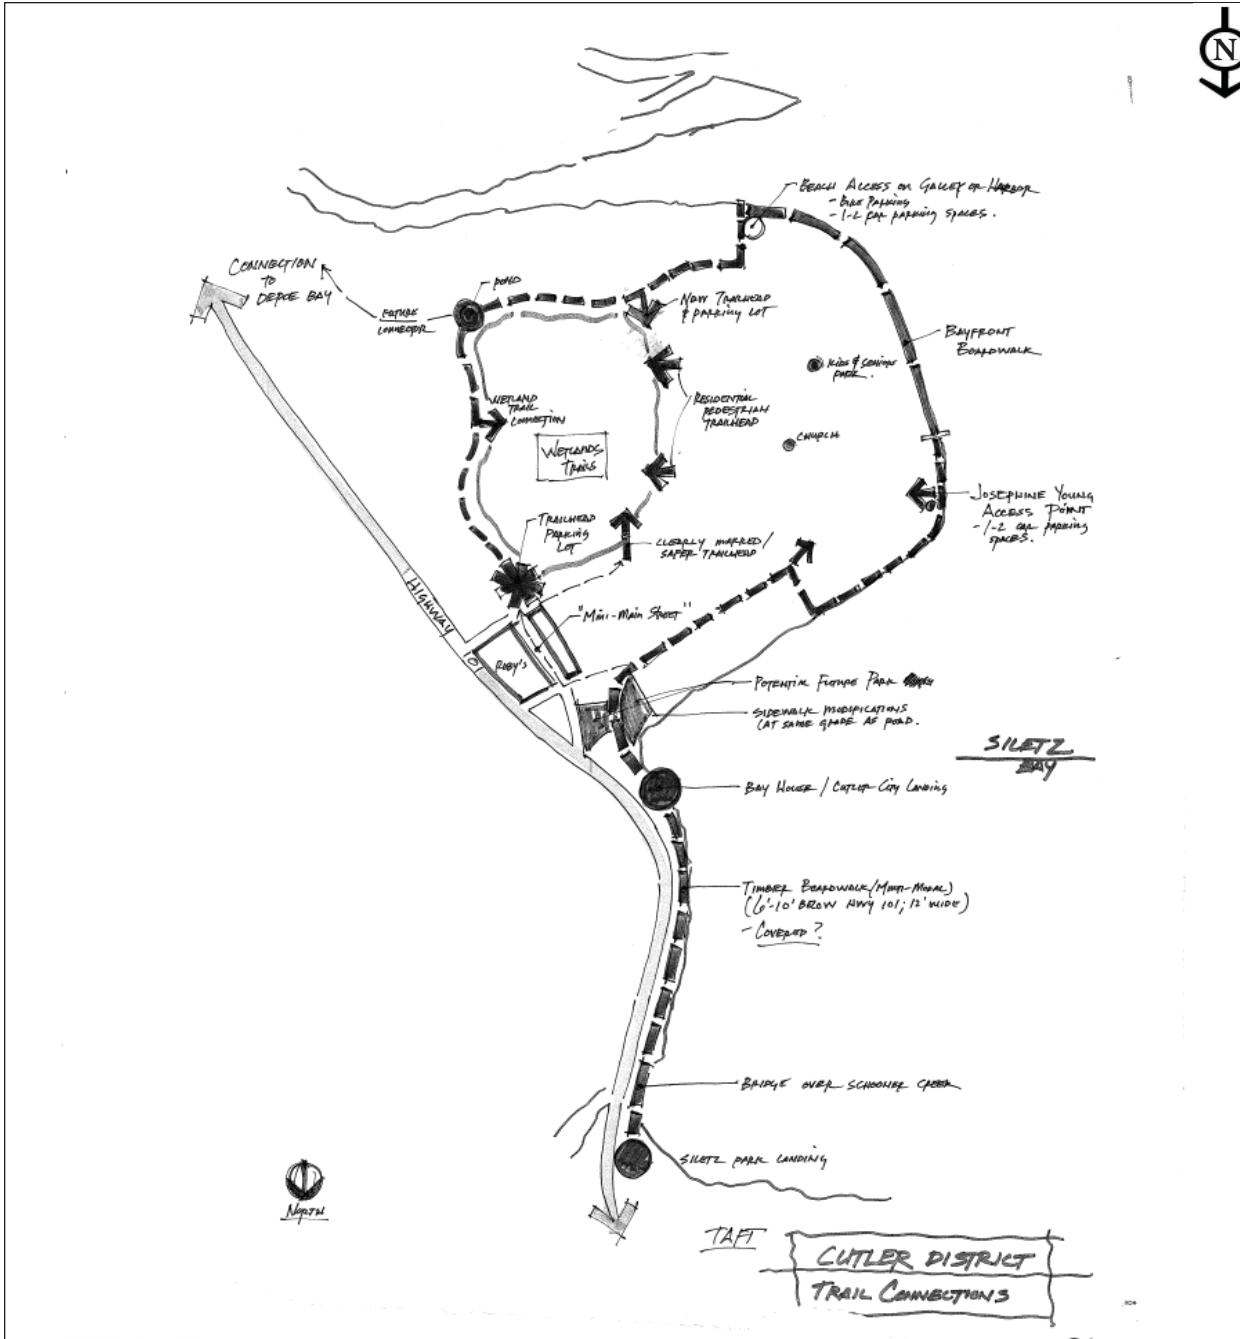 N
BEACH ACCESS ON GALLEY OR HARBOR
- BIKE PARKING
- 1-2 CAR PARKING SPACES.
CONNECTION
TO
DEPOE BAY
POND
FUTURE
CONNECTOR
NEW TRAILHEAD
& PARKING LOT
BAYFRONT
BOARDWALK
KIDS & SENIORS
PARK.
WETLAND
TRAIL
CONNECTION
RESIDENTIAL
PEDESTRIAN
TRAILHEAD
CHURCH
WETLANDS
TRAILS
JOSEPHINE YOUNG
ACCESS POINT
- 1-2 CAR PARKING
SPACES.
TRAILHEAD
PARKING
LOT
CLEARLY MARKED/
SAFER TRAILHEAD
HIGHWAY
101
"MINI-MAIN STREET"
POTENTIAL FUTURE PARK
SIDEWALK MODIFICATIONS
(AT SAME GRADE AS ROAD.
SILETZ
BAY
BAY HOUSE / CUTLER CITY LANDING
TIMBER BOARDWALK/(MULTI-MODAL)
(6'-10' BELOW HWY 101; 12' WIDE)
- COVERED?
BRIDGE OVER SCHOONER CREEK
SILETZ PARK LANDING
NORTH
TAFT
CUTLER DISTRICT
TRAIL CONNECTIONS